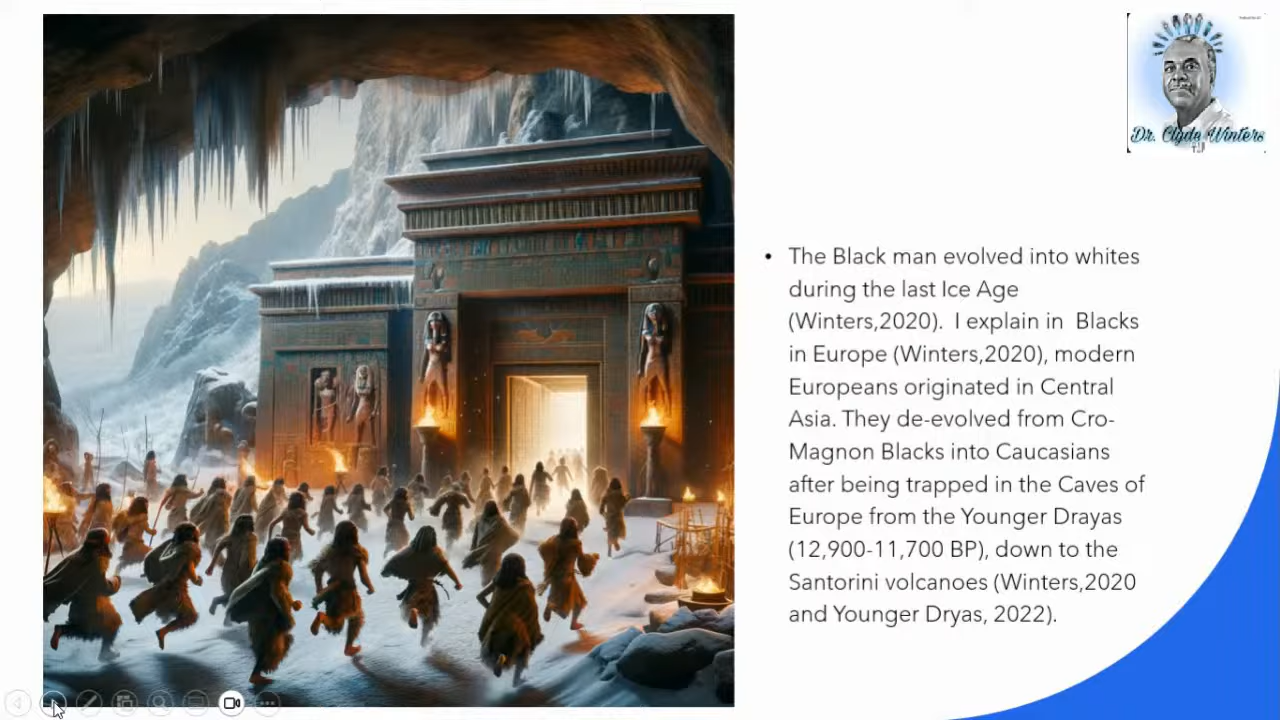 Dr. Clyde Winters
• The Black man evolved into whites
during the last Ice Age
(Winters,2020). I explain in Blacks
in Europe (Winters,2020), modern
Europeans originated in Central
Asia. They de-evolved from Cro-
Magnon Blacks into Caucasians
after being trapped in the Caves of
Europe from the Younger Drayas
(12,900-11,700 BP), down to the
Santorini volcanoes (Winters,2020
and Younger Dryas, 2022).